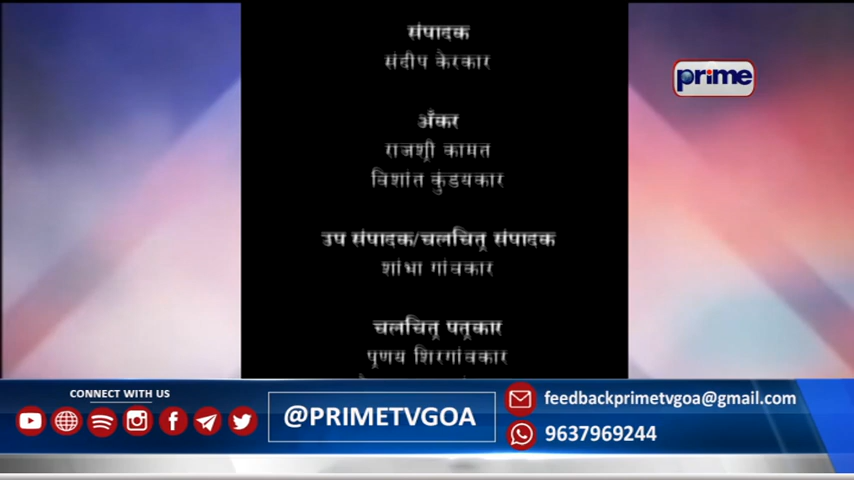 संपादक
संदीप केरकार
prime
अँकर
राजश्री कामत
विशांत कुंडयकार
उप संपादक/चलचित्र संपादक
शांभा गांवकार
चलचित्र पत्रकार
प्रणय शिरगांवकार
CONNECT WITH US
@PRIMETVGOA
feedbackprimetvgoa@gmail.com
9637969244